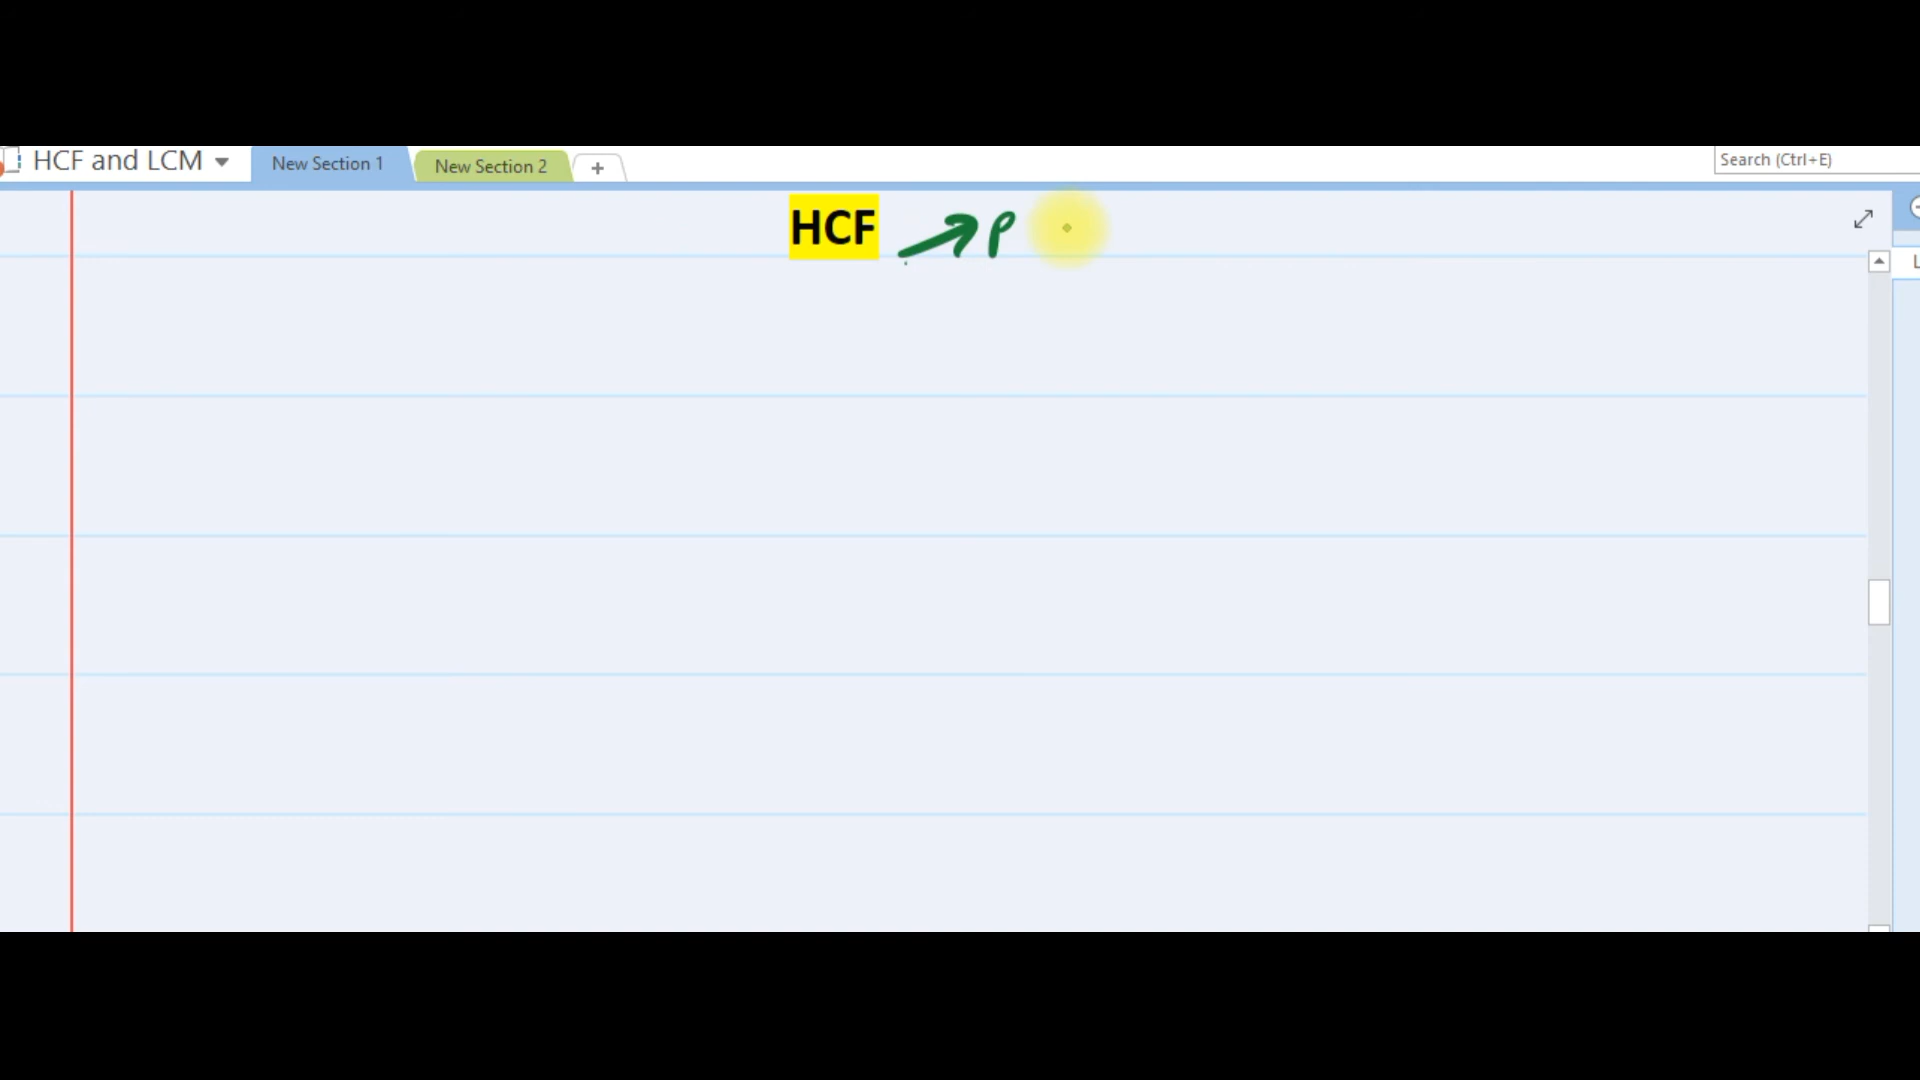 HCF and LCM New Section 1 New Section 2 + Search (Ctrl+E)
HCF → P
L